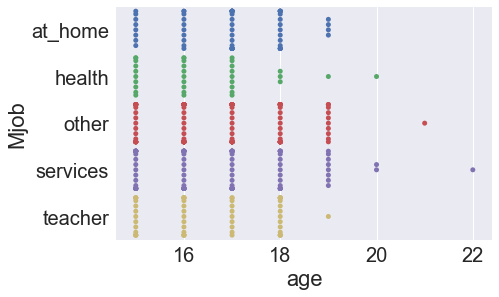 Mjob
at_home
health
other
services
teacher
16 18 20 22
age